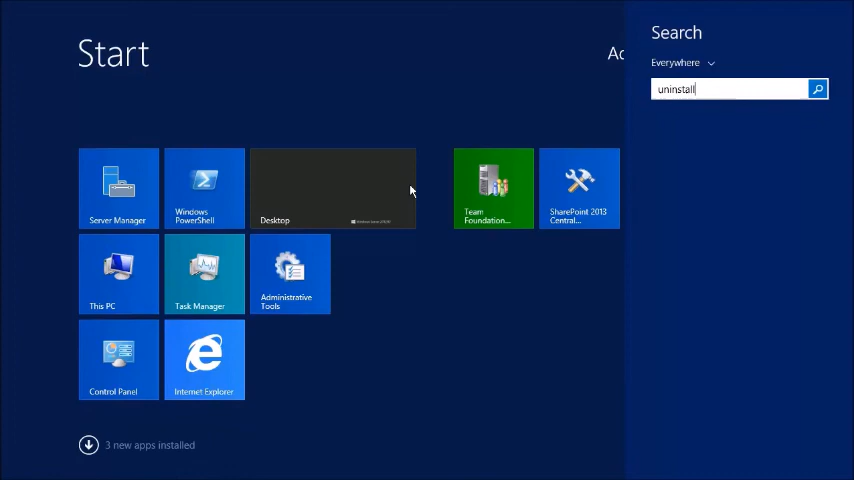 Start
Ad
Search
Everywhere
uninstall
Server Manager
Windows
PowerShell
Desktop
Team
Foundation...
SharePoint 2013
Central...
This PC
Task Manager
Administrative
Tools
Control Panel
Internet Explorer
3 new apps installed